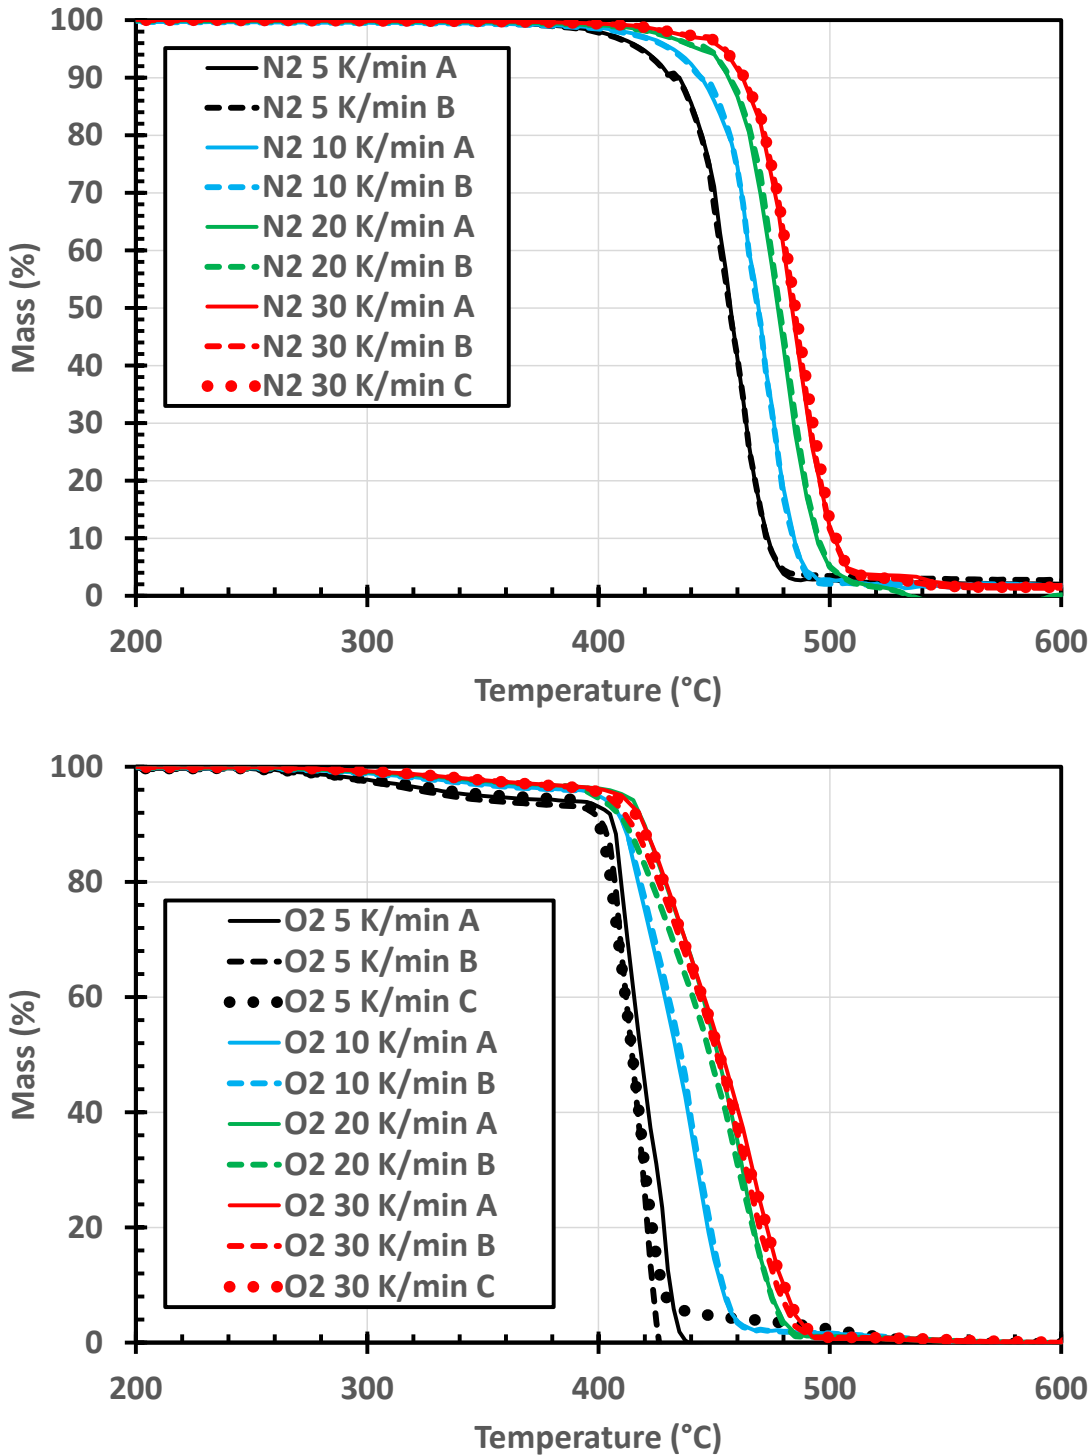 100
90
80
70
60
50
40
30
20
10
0
Mass (%)
N2 5 K/min A
N2 5 K/min B
N2 10 K/min A
N2 10 K/min B
N2 20 K/min A
N2 20 K/min B
N2 30 K/min A
N2 30 K/min B
N2 30 K/min C
200 300 400 500 600
Temperature (°C)
100
80
60
40
20
0
Mass (%)
O2 5 K/min A
O2 5 K/min B
O2 5 K/min C
O2 10 K/min A
O2 10 K/min B
O2 20 K/min A
O2 20 K/min B
O2 30 K/min A
O2 30 K/min B
O2 30 K/min C
200 300 400 500 600
Temperature (°C)